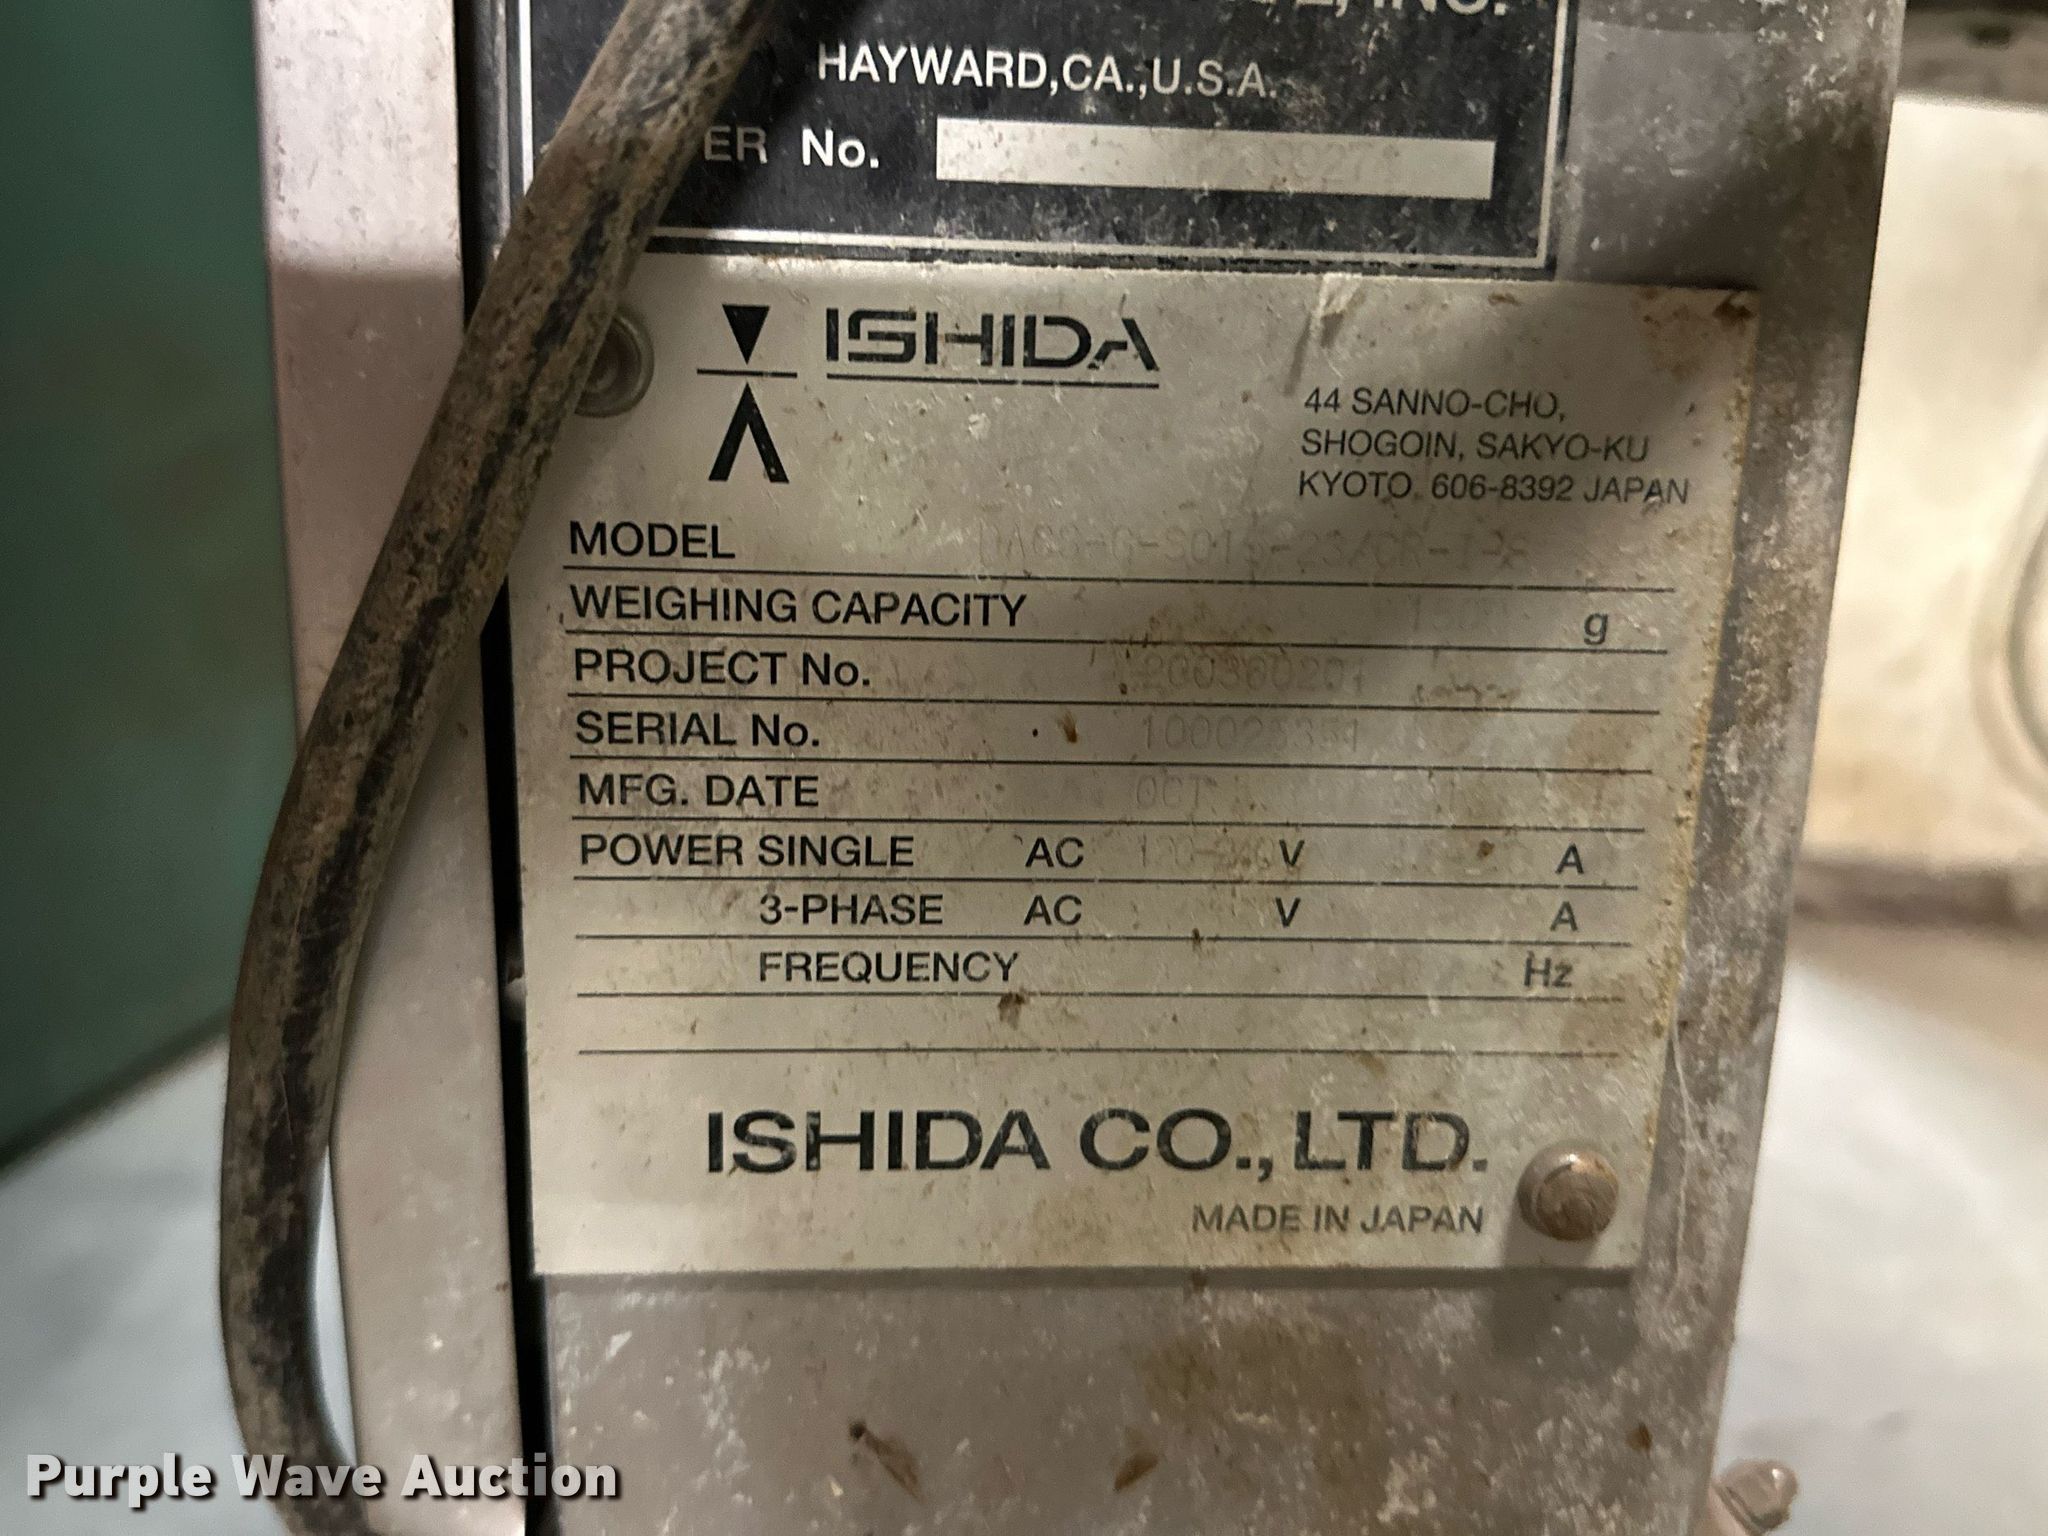 INC.
HAYWARD,CA.,U.S.A.
ER No.
ISHIDA
44 SANNO-CHO,
SHOGOIN, SAKYO-KU
KYOTO. 606-8392 JAPAN
MODEL
WEIGHING CAPACITY g
PROJECT No.
SERIAL No.
MFG. DATE OCT
POWER SINGLE AC V A
3-PHASE AC V A
FREQUENCY Hz
ISHIDA CO., LTD.
MADE IN JAPAN
Purple Wave Auction